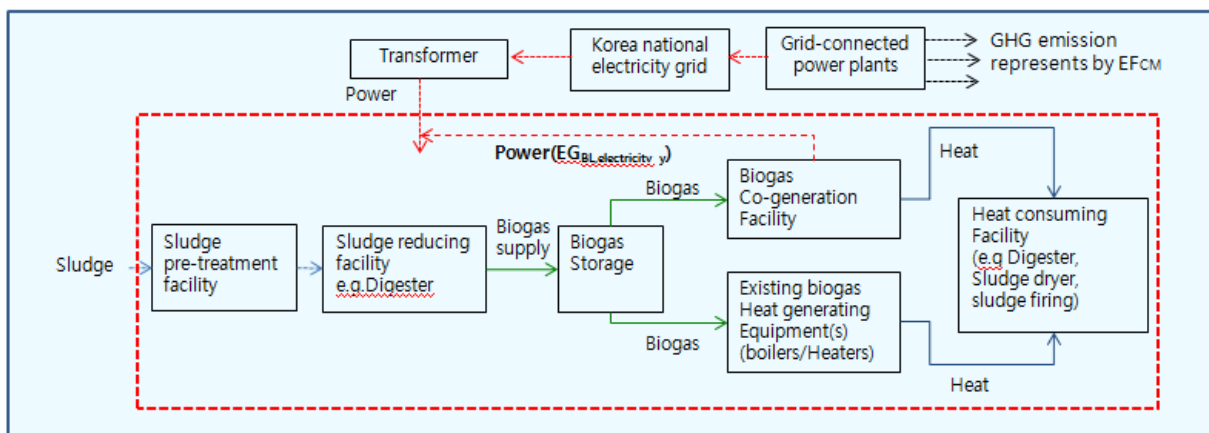 Transformer
Korea national
electricity grid
Grid-connected
power plants
GHG emission
represents by EFCM
Power
Power(EGBL,electricity y)
Heat
Biogas
Biogas
Co-generation
Facility
Heat consuming
Facility
(e.g Digester,
Sludge dryer,
sludge firing)
Sludge
Sludge
pre-treatment
facility
Sludge reducing
facility
e.g.Digester
Biogas
supply
Biogas
Storage
Existing biogas
Heat generating
Equipment(s)
(boilers/Heaters)
Biogas
Heat